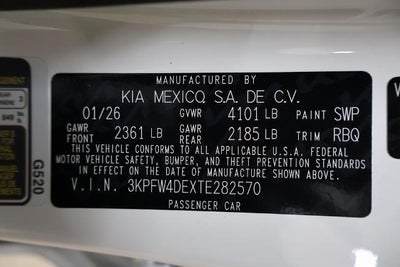 MANUFACTURED BY
KIA MEXICO, S.A. DE C.V.
01/26 GVWR 4101 LB PAINT SWP
GAWR FRONT 2361 LB GAWR REAR 2185 LB TRIM RBQ
THIS VEHICLE CONFORMS TO ALL APPLICABLE U.S.A. FEDERAL
MOTOR VEHICLE SAFETY, BUMPER, AND THEFT PREVENTION STANDARDS
IN EFFECT ON THE DATE OF MANUFACTURE SHOWN ABOVE.
V.I.N. 3KPFW4DEXTE282570
PASSENGER CAR
G520